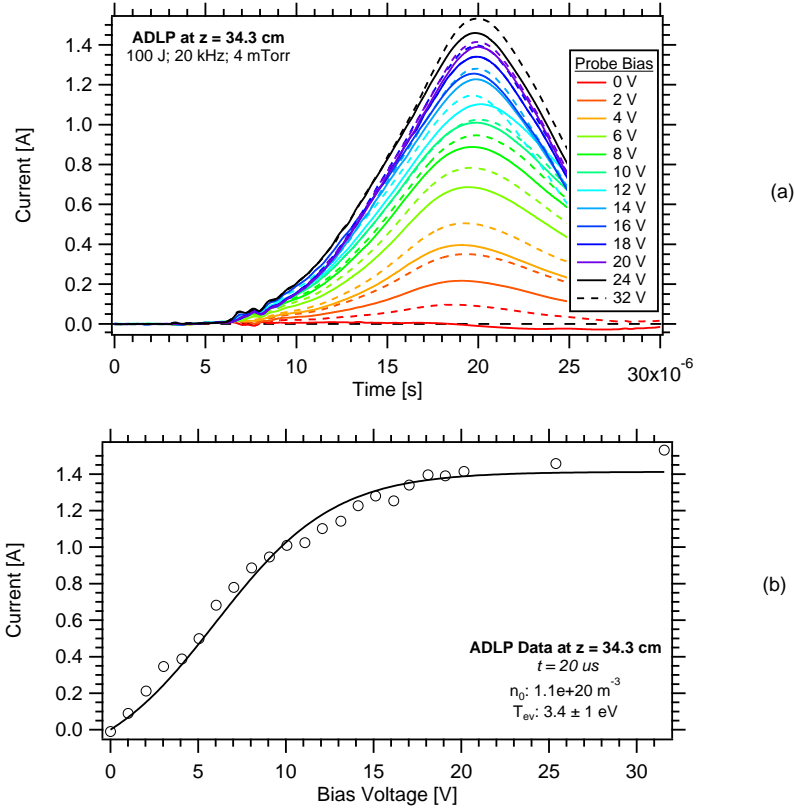 ADLP at z = 34.3 cm
100 J; 20 kHz; 4 mTorr
Current [A]
1.4
1.2
1.0
0.8
0.6
0.4
0.2
0.0
Probe Bias
0 V
2 V
4 V
6 V
8 V
10 V
12 V
14 V
16 V
18 V
20 V
24 V
32 V
0 5 10 15 20 25 30x10⁻⁶
Time [s]
(a)
Current [A]
1.4
1.2
1.0
0.8
0.6
0.4
0.2
0.0
ADLP Data at z = 34.3 cm
t = 20 us
n₀: 1.1e+20 m⁻³
Tₑᵥ: 3.4 ± 1 eV
0 5 10 15 20 25 30
Bias Voltage [V]
(b)